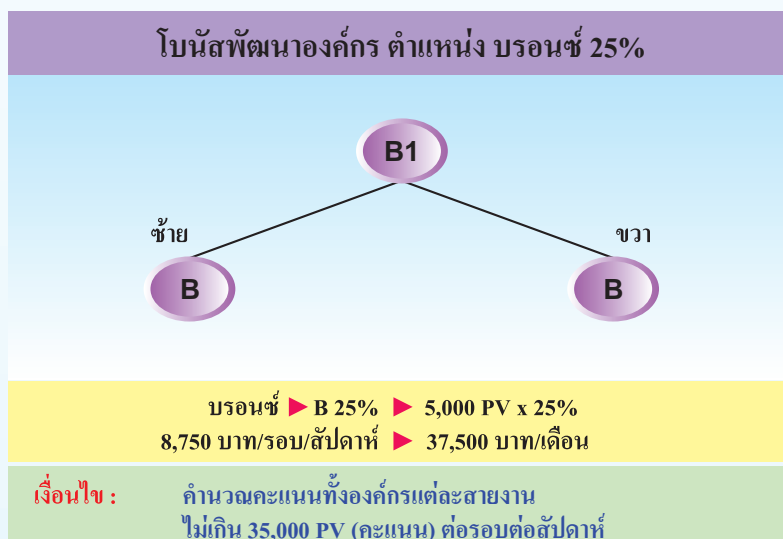 โบนัสพัฒนาองค์กร ตำแหน่ง บรอนซ์ 25%
B1
ซ้าย ขวา
B B
บรอนซ์ ▶ B 25% ▶ 5,000 PV x 25%
8,750 บาท/รอบ/สัปดาห์ ▶ 37,500 บาท/เดือน
เงื่อนไข : คำนวณคะแนนทั้งองค์กรแต่ละสายงาน
ไม่เกิน 35,000 PV (คะแนน) ต่อรอบต่อสัปดาห์